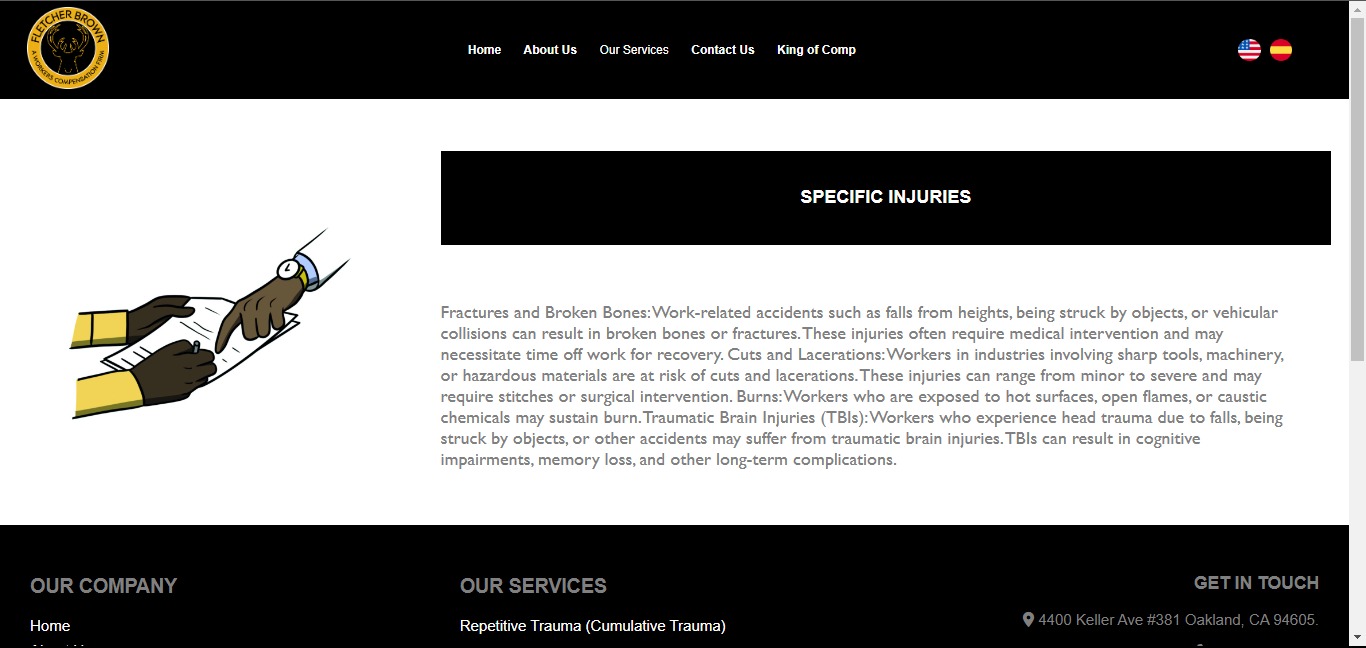 FLETCHER BROWN
A WORKERS COMPENSATION FIRM
Home About Us Our Services Contact Us King of Comp
SPECIFIC INJURIES
Fractures and Broken Bones:Work-related accidents such as falls from heights, being struck by objects, or vehicular
collisions can result in broken bones or fractures.These injuries often require medical intervention and may
necessitate time off work for recovery. Cuts and Lacerations:Workers in industries involving sharp tools, machinery,
or hazardous materials are at risk of cuts and lacerations.These injuries can range from minor to severe and may
require stitches or surgical intervention. Burns:Workers who are exposed to hot surfaces, open flames, or caustic
chemicals may sustain burn.Traumatic Brain Injuries (TBIs):Workers who experience head trauma due to falls, being
struck by objects, or other accidents may suffer from traumatic brain injuries.TBIs can result in cognitive
impairments, memory loss, and other long-term complications.
OUR COMPANY
Home
OUR SERVICES
Repetitive Trauma (Cumulative Trauma)
GET IN TOUCH
4400 Keller Ave #381 Oakland, CA 94605.